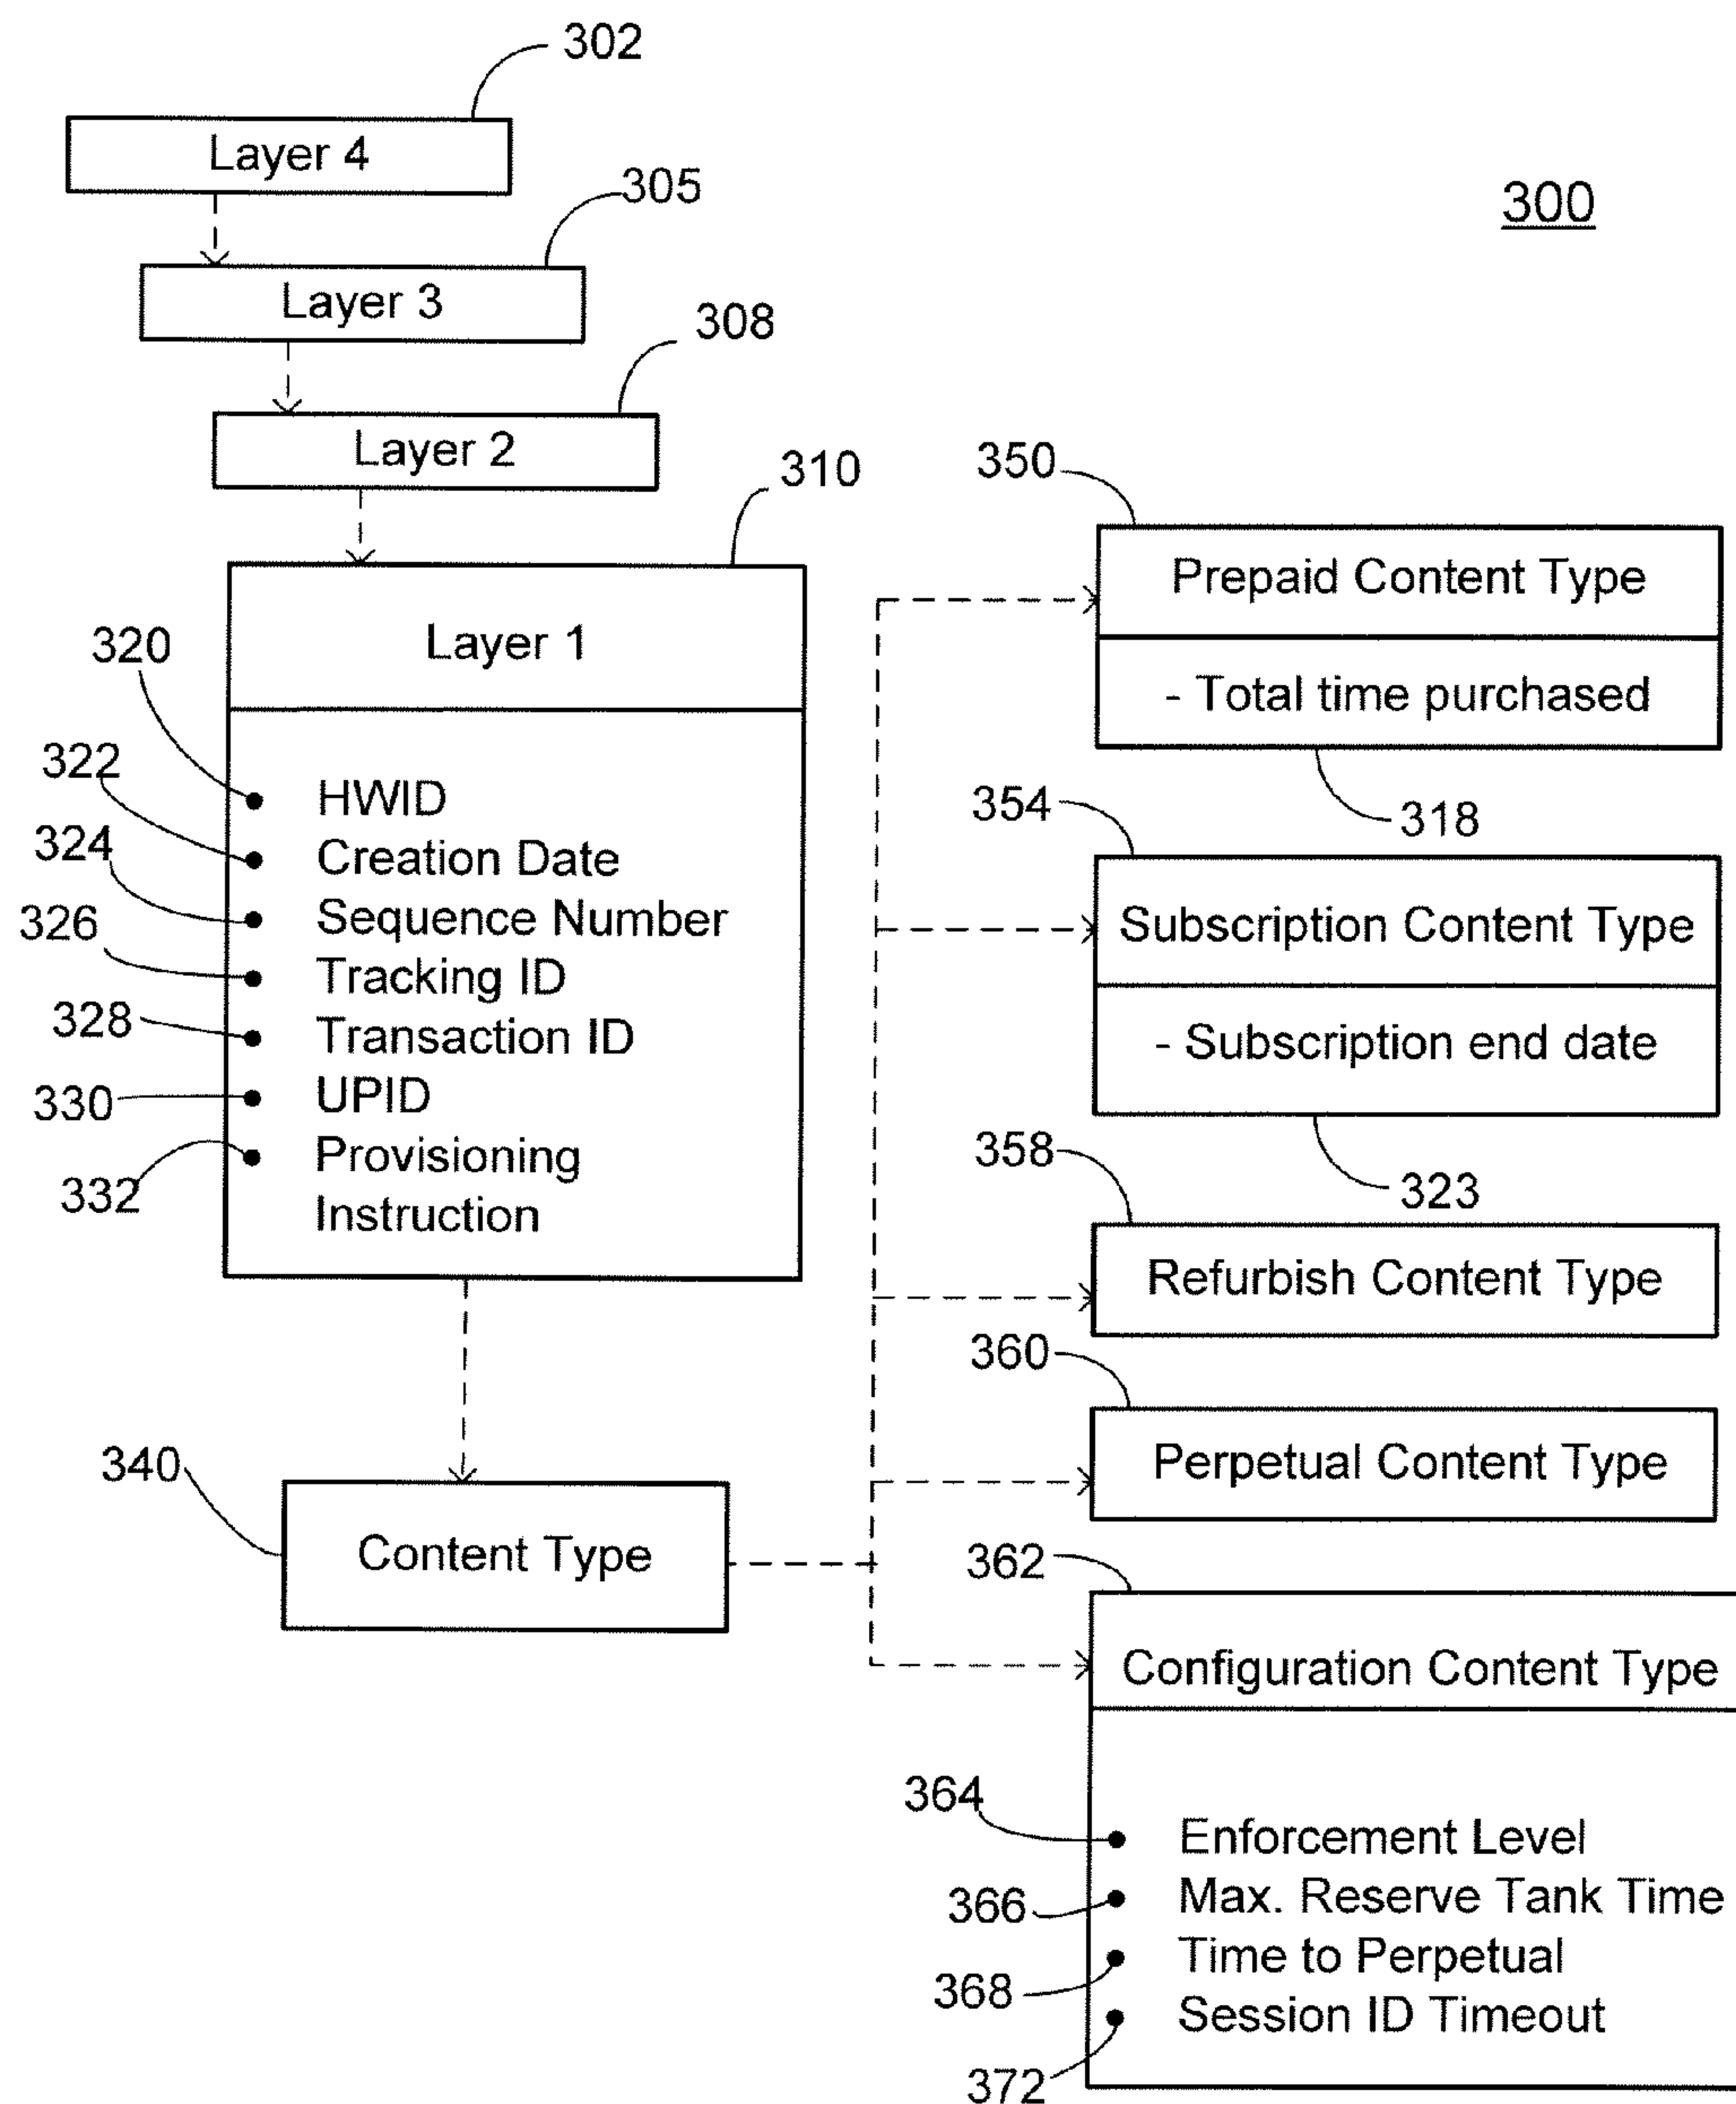 302
Layer 4
305
Layer 3
300
308
Layer 2
310
Layer 1
320
HWID
322
Creation Date
324
Sequence Number
326
Tracking ID
328
Transaction ID
330
UPID
332
Provisioning
Instruction
340
Content Type
350
Prepaid Content Type
- Total time purchased
318
354
Subscription Content Type
- Subscription end date
323
358
Refurbish Content Type
360
Perpetual Content Type
362
Configuration Content Type
364
Enforcement Level
366
Max. Reserve Tank Time
368
Time to Perpetual
372
Session ID Timeout